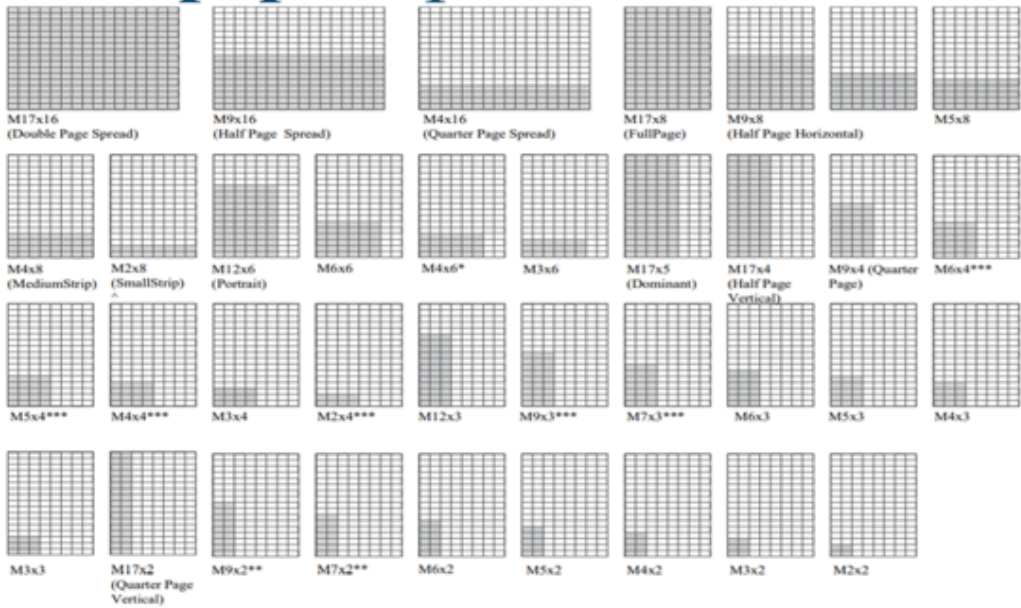 M17x16
(Double Page Spread)
M9x16
(Half Page Spread)
M4x16
(Quarter Page Spread)
M17x8
(FullPage)
M9x8
(Half Page Horizontal)
M5x8
M4x8
(MediumStrip)
M2x8
(SmallStrip)
^
M12x6
(Portrait)
M6x6
M4x6*
M3x6
M17x5
(Dominant)
M17x4
(Half Page
Vertical)
M9x4 (Quarter
Page)
M6x4***
M5x4***
M4x4***
M3x4
M2x4***
M12x3
M9x3***
M7x3***
M6x3
M5x3
M4x3
M3x3
M17x2
(Quarter Page
Vertical)
M9x2**
M7x2**
M6x2
M5x2
M4x2
M3x2
M2x2